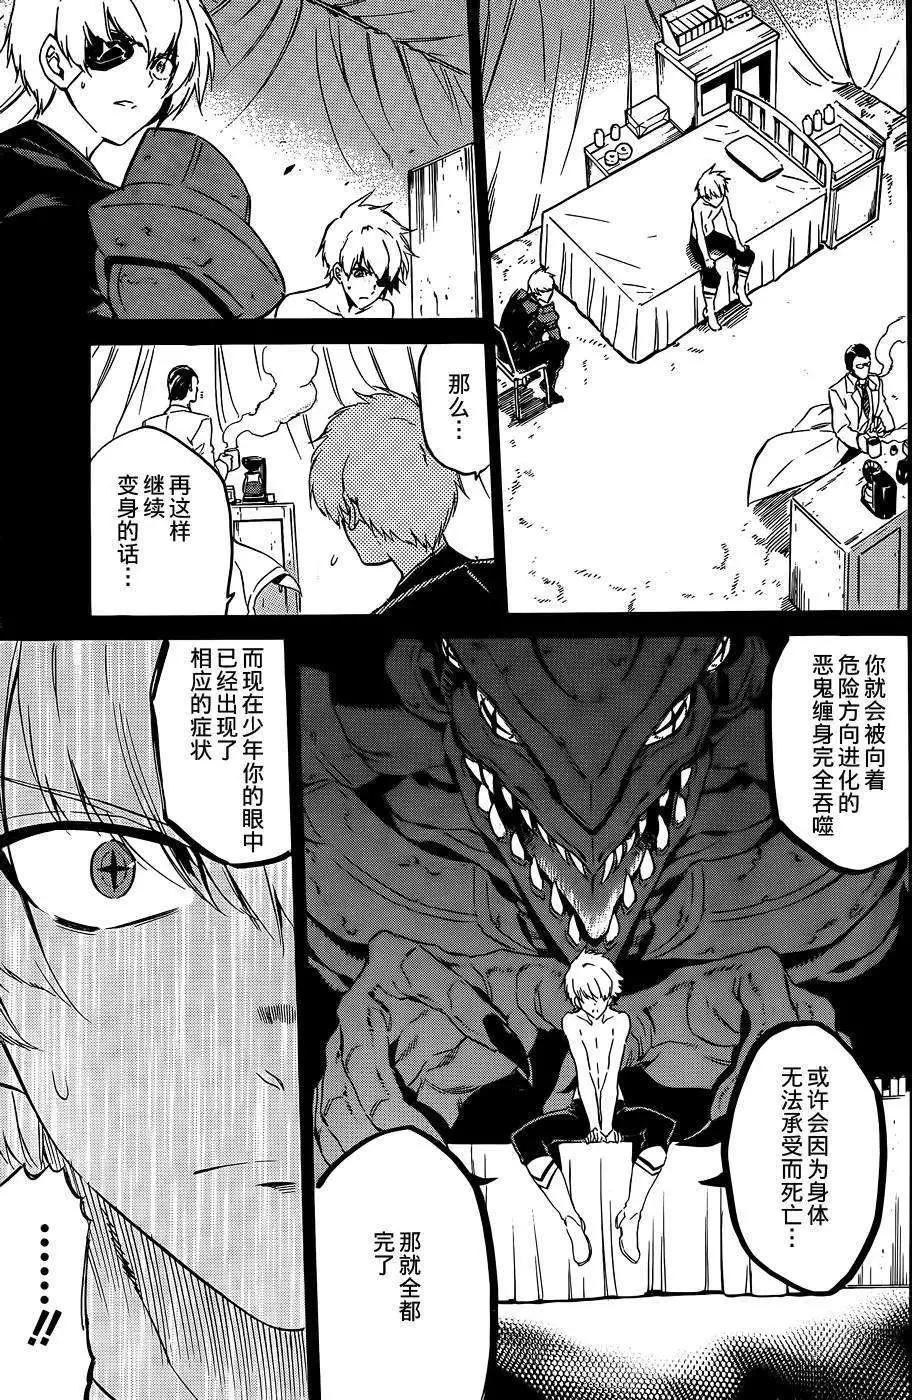 那么…
再这样
继续
变身的话…
你就会被向着
危险方向进化的
恶鬼缠身完全吞噬
或许会因为身体
无法承受而死亡…
那就全都
完了
而现在少年你的眼中
已经出现了
相应的症状
……!!